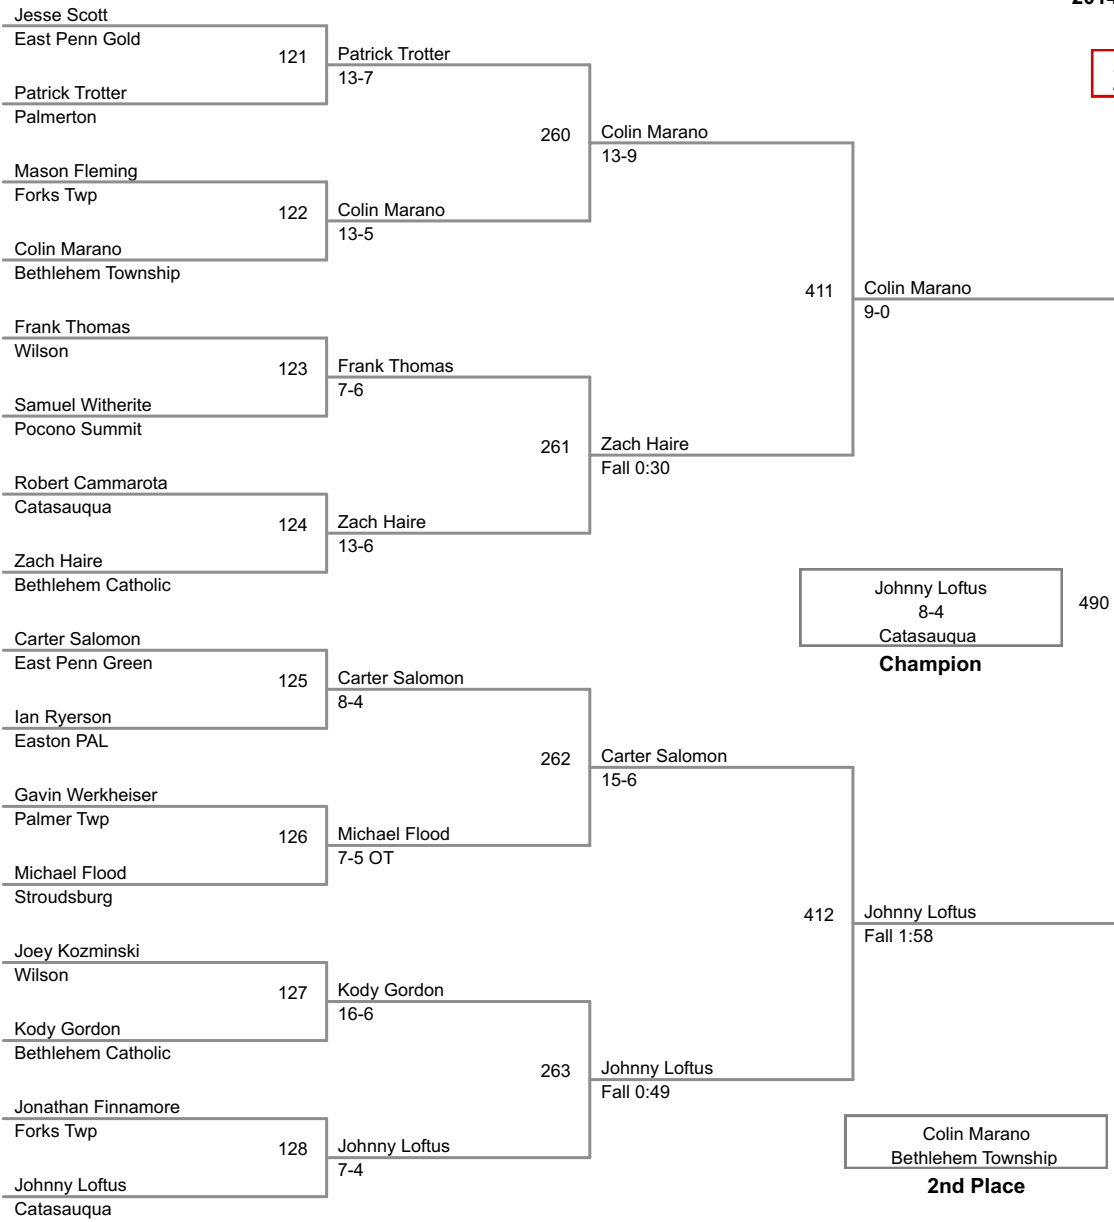 2014
Jesse Scott
East Penn Gold
121
Patrick Trotter
13-7
Patrick Trotter
Palmerton
260
Colin Marano
13-9
Mason Fleming
Forks Twp
122
Colin Marano
13-5
Colin Marano
Bethlehem Township
411
Colin Marano
9-0
Frank Thomas
Wilson
123
Frank Thomas
7-6
Samuel Witherite
Pocono Summit
261
Zach Haire
Fall 0:30
Robert Cammarota
Catasauqua
124
Zach Haire
13-6
Zach Haire
Bethlehem Catholic
Johnny Loftus
8-4
Catasauqua
490
Champion
Carter Salomon
East Penn Green
125
Carter Salomon
8-4
Ian Ryerson
Easton PAL
262
Carter Salomon
15-6
Gavin Werkheiser
Palmer Twp
126
Michael Flood
7-5 OT
Michael Flood
Stroudsburg
412
Johnny Loftus
Fall 1:58
Joey Kozminski
Wilson
127
Kody Gordon
16-6
Kody Gordon
Bethlehem Catholic
263
Johnny Loftus
Fall 0:49
Jonathan Finnamore
Forks Twp
128
Johnny Loftus
7-4
Johnny Loftus
Catasauqua
Colin Marano
Bethlehem Township
2nd Place